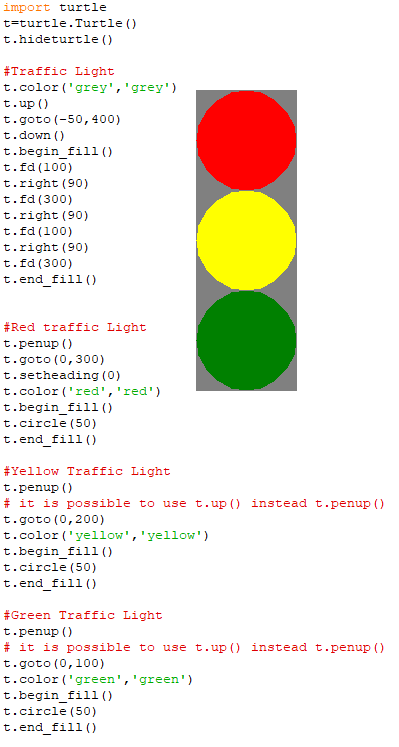 import turtle
t=turtle.Turtle()
t.hideturtle()
#Traffic Light
t.color('grey','grey')
t.up()
t.goto(-50,400)
t.down()
t.begin_fill()
t.fd(100)
t.right(90)
t.fd(300)
t.right(90)
t.fd(100)
t.right(90)
t.fd(300)
t.end_fill()
#Red traffic Light
t.penup()
t.goto(0,300)
t.setheading(0)
t.color('red','red')
t.begin_fill()
t.circle(50)
t.end_fill()
#Yellow Traffic Light
t.penup()
# it is possible to use t.up() instead t.penup()
t.goto(0,200)
t.color('yellow','yellow')
t.begin_fill()
t.circle(50)
t.end_fill()
#Green Traffic Light
t.penup()
# it is possible to use t.up() instead t.penup()
t.goto(0,100)
t.color('green','green')
t.begin_fill()
t.circle(50)
t.end_fill()